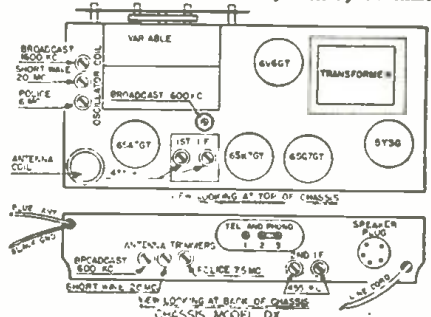 VARIABLE
BROADCAST
1600 KC
SHORT WAVE
20 MC
POLICE
6 MC
OSCILLATOR COIL
BROADCAST 600 KC
6V6GT
TRANSFORME
6SA7GT
1ST I F
6SK7GT
6SQ7GT
5Y3G
ANTENNA
COIL
VIEW LOOKING AT TOP OF CHASSIS
BLUE ANT
BLACK GND
TEL AND PHONO
1 2 3
SPEAKER
PLUG
ANTENNA TRIMMERS
BROADCAST
POLICE 7.5 MC
2ND I F
SHORT WAVE 20 MC
455 KC
LINE CORD
VIEW LOOKING AT BACK OF CHASSIS
CHASSIS MODEL DX